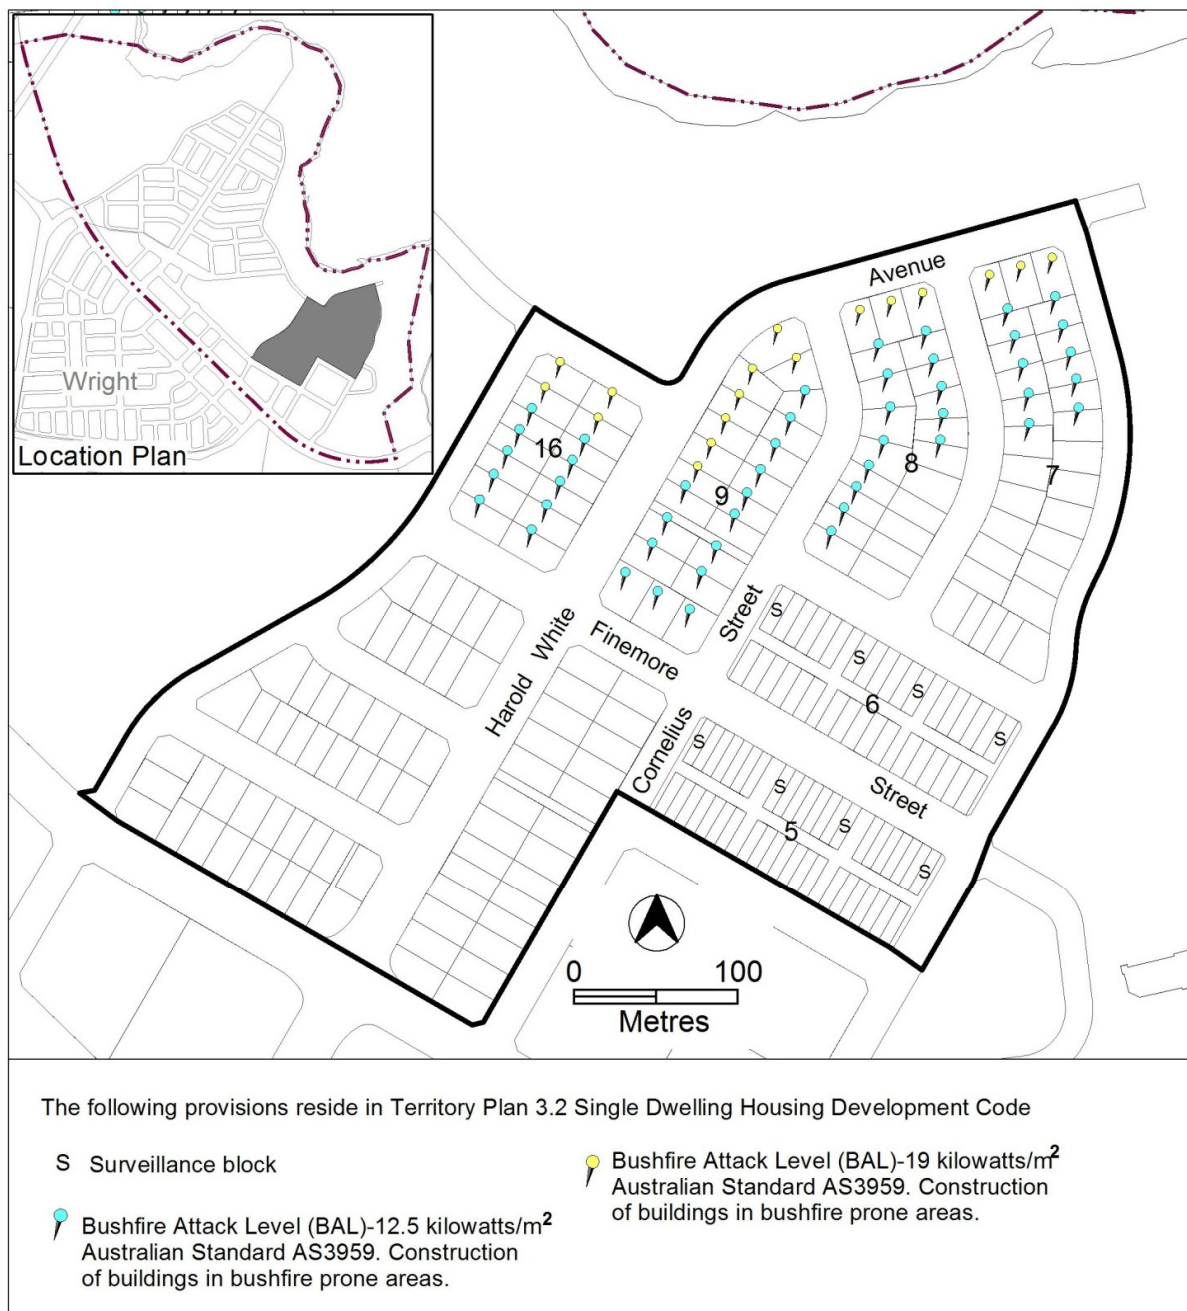 Wright
Location Plan
Avenue
16
9
8
7
Harold White
Finemore
Street
S
S
S
6
S
Cornelius
S
S
S
5
S
Street
0 100
Metres
The following provisions reside in Territory Plan 3.2 Single Dwelling Housing Development Code
S Surveillance block
Bushfire Attack Level (BAL)-12.5 kilowatts/m²
Australian Standard AS3959. Construction
of buildings in bushfire prone areas.
Bushfire Attack Level (BAL)-19 kilowatts/m²
Australian Standard AS3959. Construction
of buildings in bushfire prone areas.